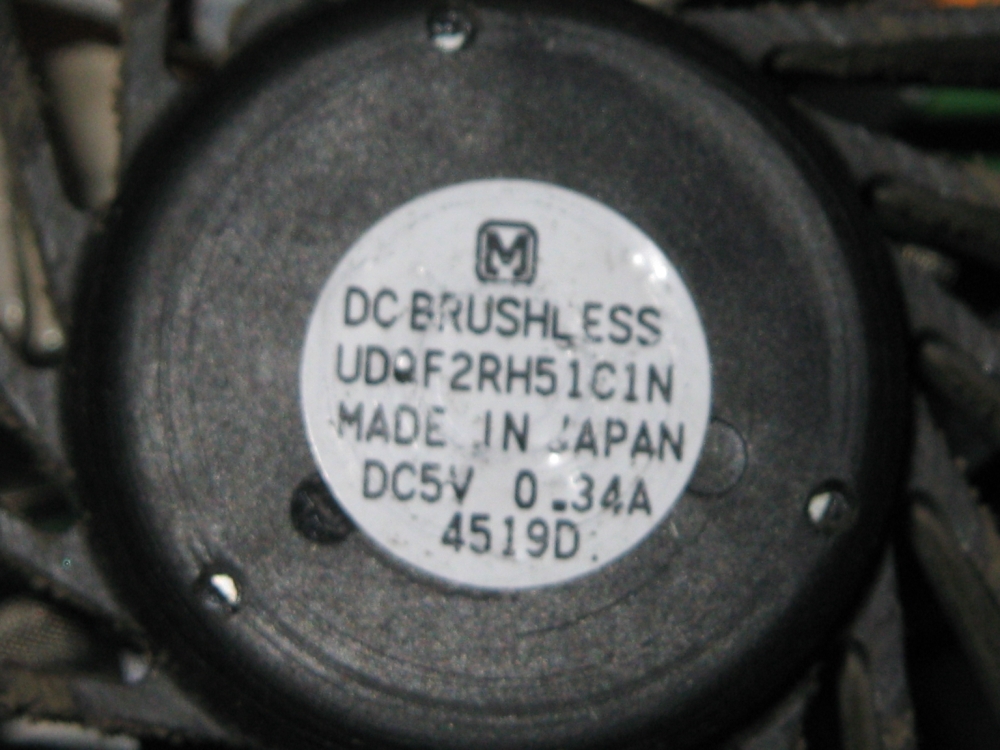 M
DC BRUSHLESS
UDQF2RH51C1N
MADE IN JAPAN
DC5V 0.34A
4519D